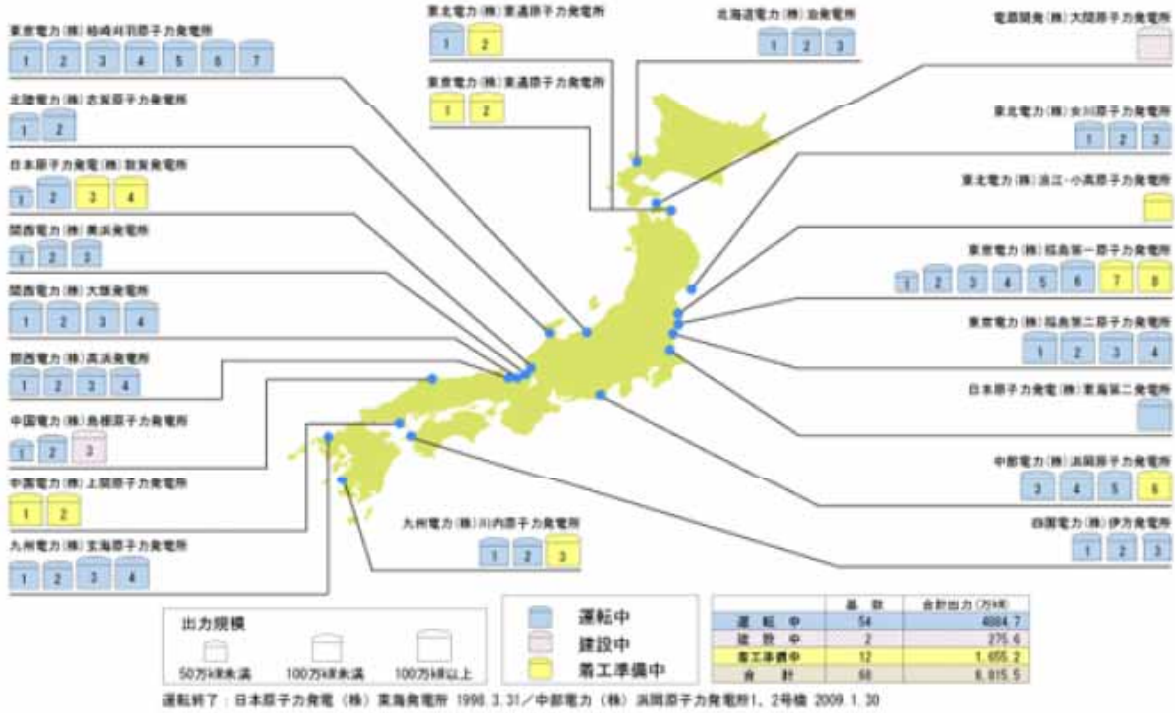 東京電力(株)柏崎刈羽原子力発電所
1 2 3 4 5 6 7
北陸電力(株)志賀原子力発電所
1 2
日本原子力発電(株)敦賀発電所
1 2 3 4
関西電力(株)美浜発電所
1 2 3
関西電力(株)大飯発電所
1 2 3 4
関西電力(株)高浜発電所
1 2 3 4
中国電力(株)島根原子力発電所
1 2 3
中国電力(株)上関原子力発電所
1 2
九州電力(株)玄海原子力発電所
1 2 3 4
東北電力(株)東通原子力発電所
1 2
東京電力(株)東通原子力発電所
1 2
北海道電力(株)泊発電所
1 2 3
電源開発(株)大間原子力発電所
東北電力(株)女川原子力発電所
1 2 3
東北電力(株)浪江・小高原子力発電所
東京電力(株)福島第一原子力発電所
1 2 3 4 5 6 7 8
東京電力(株)福島第二原子力発電所
1 2 3 4
日本原子力発電(株)東海第二発電所
中部電力(株)浜岡原子力発電所
3 4 5 6
四国電力(株)伊方発電所
1 2 3
九州電力(株)川内原子力発電所
1 2 3
出力規模
50万kW未満 100万kW未満 100万kW以上
運転中
建設中
着工準備中
基数 合計出力(万kW)
運転中 54 4884.7
建設中 2 275.6
着工準備中 12 1,655.2
合計 68 6,815.5
運転終了:日本原子力発電(株)東海発電所 1998.3.31/中部電力(株)浜岡原子力発電所1、2号機 2009.1.30